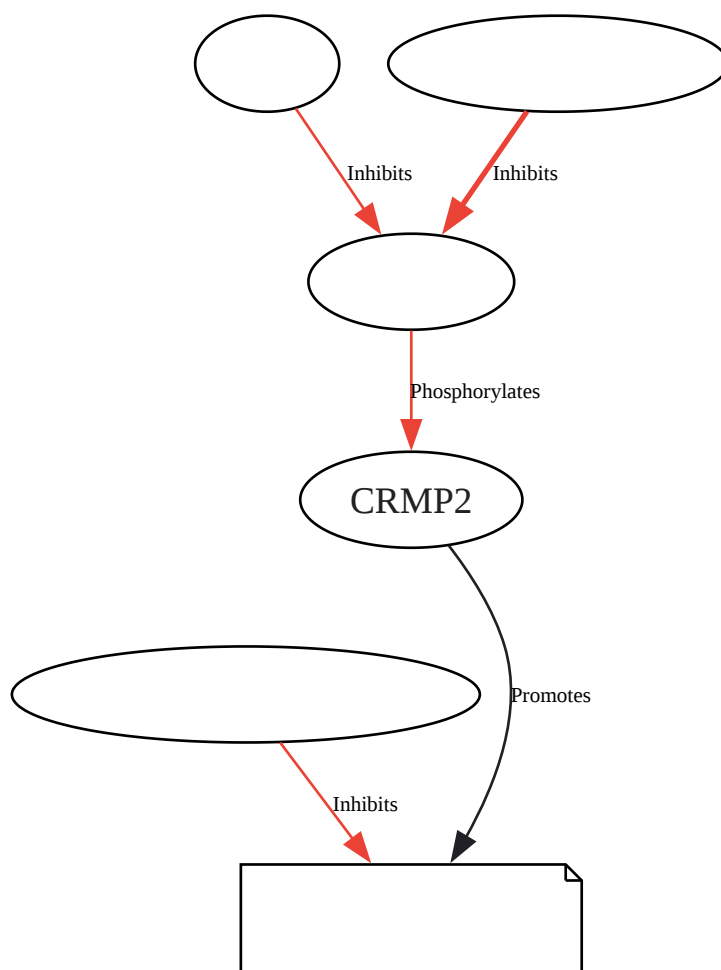 Inhibits
Inhibits
Phosphorylates
CRMP2
Promotes
Inhibits